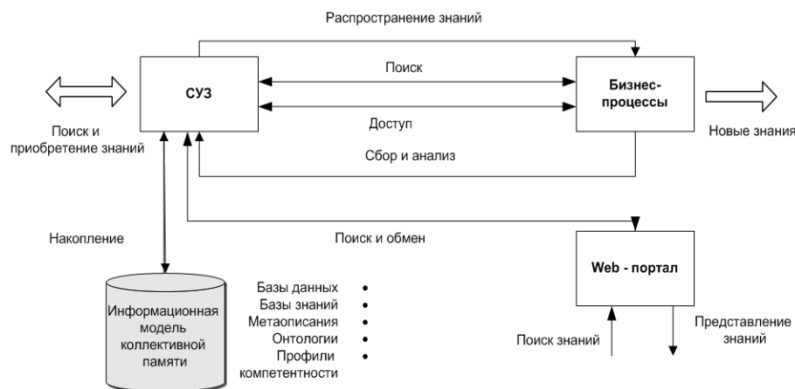 Распространение знаний
СУЗ
Поиск
Бизнес-
процессы
Доступ
Поиск и
приобретение знаний
Новые знания
Сбор и анализ
Накопление
Поиск и обмен
Web - портал
Информационная
модель
коллективной
памяти
Базы данных •
Базы знаний •
Метаописания •
Онтологии •
Профили •
компетентности
Поиск знаний
Представление
знаний